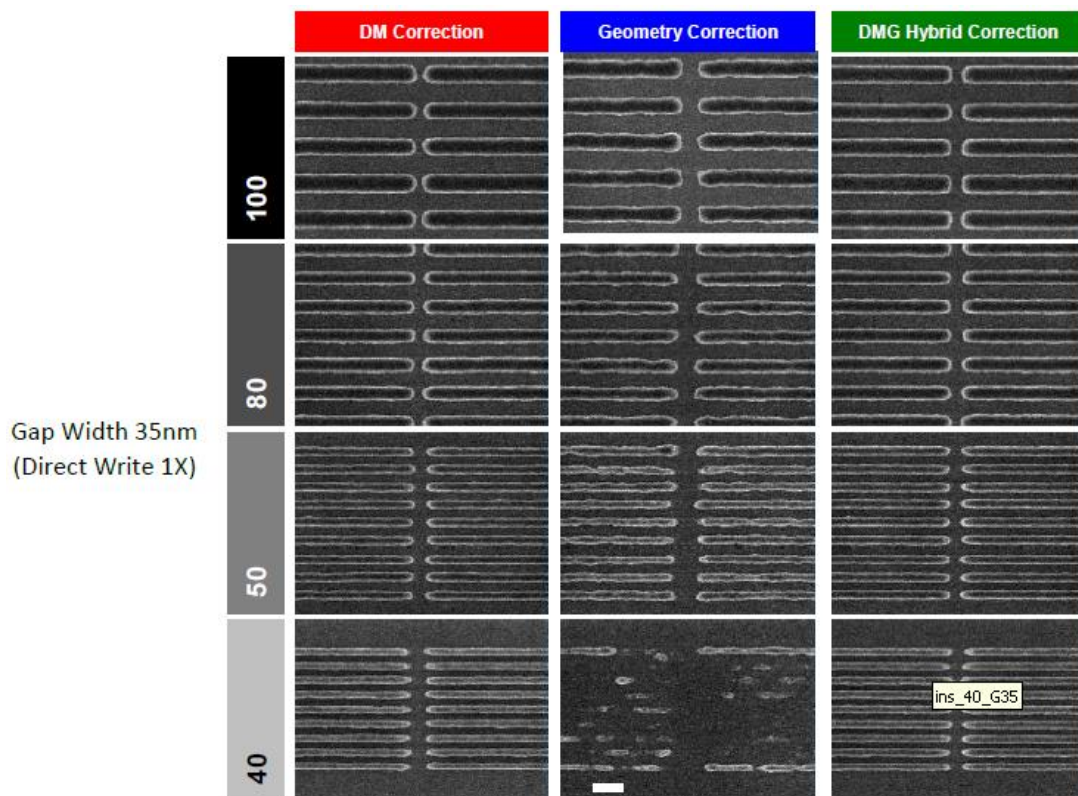 DM Correction
Geometry Correction
DMG Hybrid Correction
100
80
Gap Width 35nm
(Direct Write 1X)
50
40
ins_40_G35